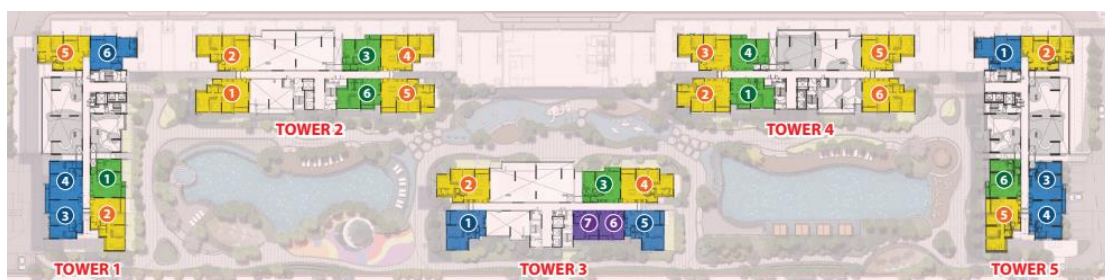 5 6
4 1
3 2
TOWER 1
2 3 4
1 6 5
TOWER 2
2 3 4
1 7 6 5
TOWER 3
3 4 5
2 1 6
TOWER 4
1 2
6 3
5 4
TOWER 5